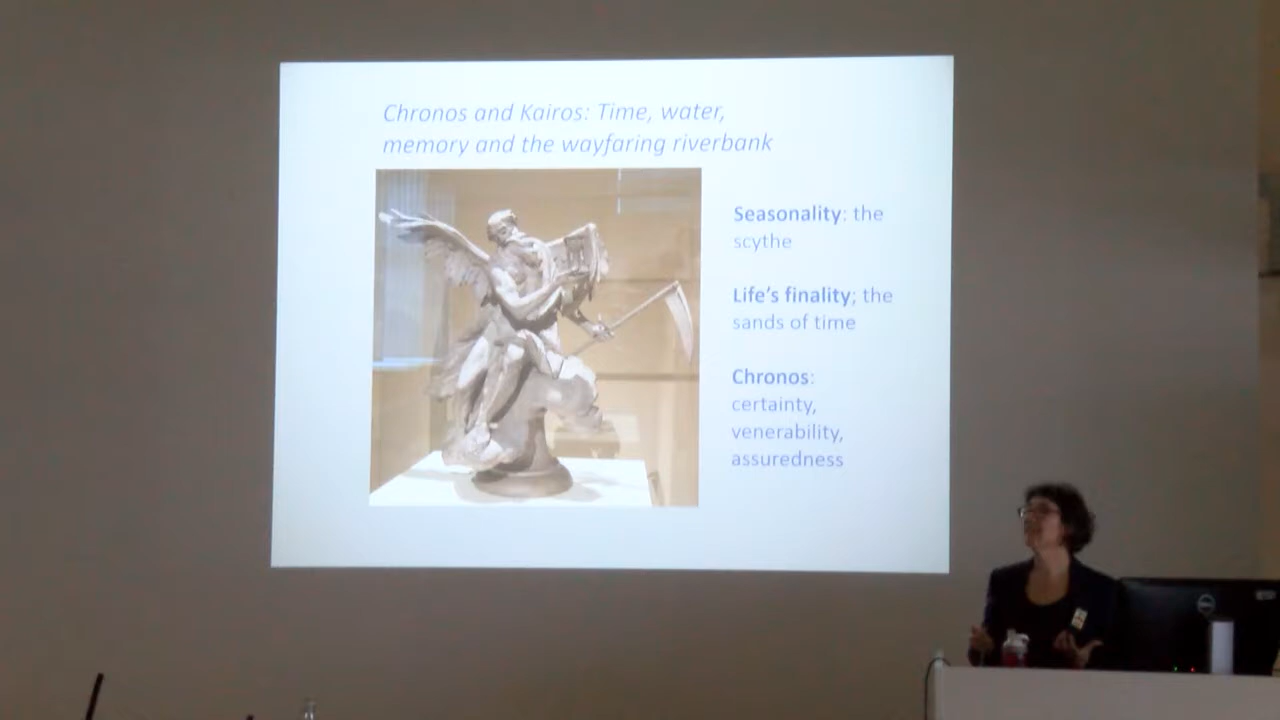 Chronos and Kairos: Time, water,
memory and the wayfaring riverbank
Seasonality: the
scythe
Life's finality; the
sands of time
Chronos:
certainty,
venerability,
assuredness
DELL